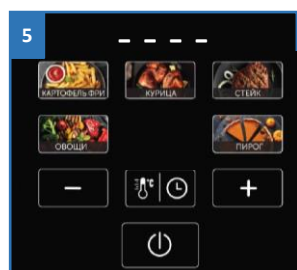 5
– – – –
КАРТОФЕЛЬ ФРИ
КУРИЦА
СТЕЙК
ОВОЩИ
ПИРОГ
− °C +